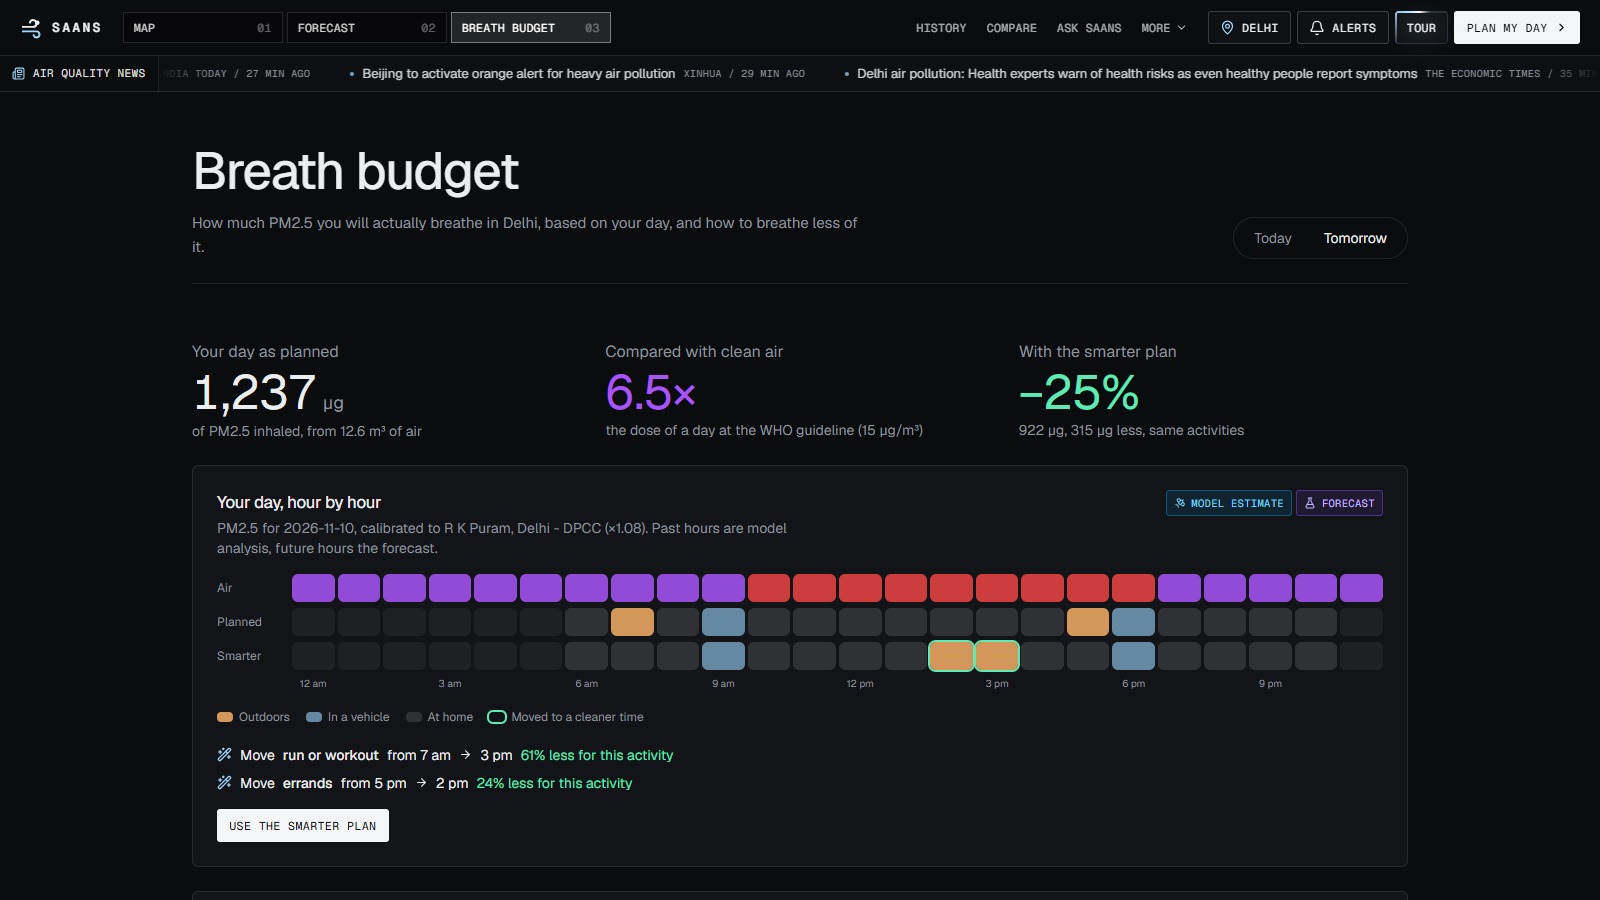 SAANS
MAP 01
FORECAST 02
BREATH BUDGET 03
HISTORY
COMPARE
ASK SAANS
MORE
DELHI
ALERTS
TOUR
PLAN MY DAY
AIR QUALITY NEWS
TODAY / 27 MIN AGO
• Beijing to activate orange alert for heavy air pollution XINHUA / 29 MIN AGO
• Delhi air pollution: Health experts warn of health risks as even healthy people report symptoms THE ECONOMIC TIMES / 35
Breath budget
How much PM2.5 you will actually breathe in Delhi, based on your day, and how to breathe less of
it.
Today
Tomorrow
Your day as planned
1,237 µg
of PM2.5 inhaled, from 12.6 m³ of air
Compared with clean air
6.5×
the dose of a day at the WHO guideline (15 µg/m³)
With the smarter plan
−25%
922 µg, 315 µg less, same activities
Your day, hour by hour
MODEL ESTIMATE
FORECAST
PM2.5 for 2026-11-10, calibrated to R K Puram, Delhi - DPCC (×1.08). Past hours are model
analysis, future hours the forecast.
Air
Planned
Smarter
12 am 3 am 6 am 9 am 12 pm 3 pm 6 pm 9 pm
Outdoors In a vehicle At home Moved to a cleaner time
Move run or workout from 7 am → 3 pm 61% less for this activity
Move errands from 5 pm → 2 pm 24% less for this activity
USE THE SMARTER PLAN